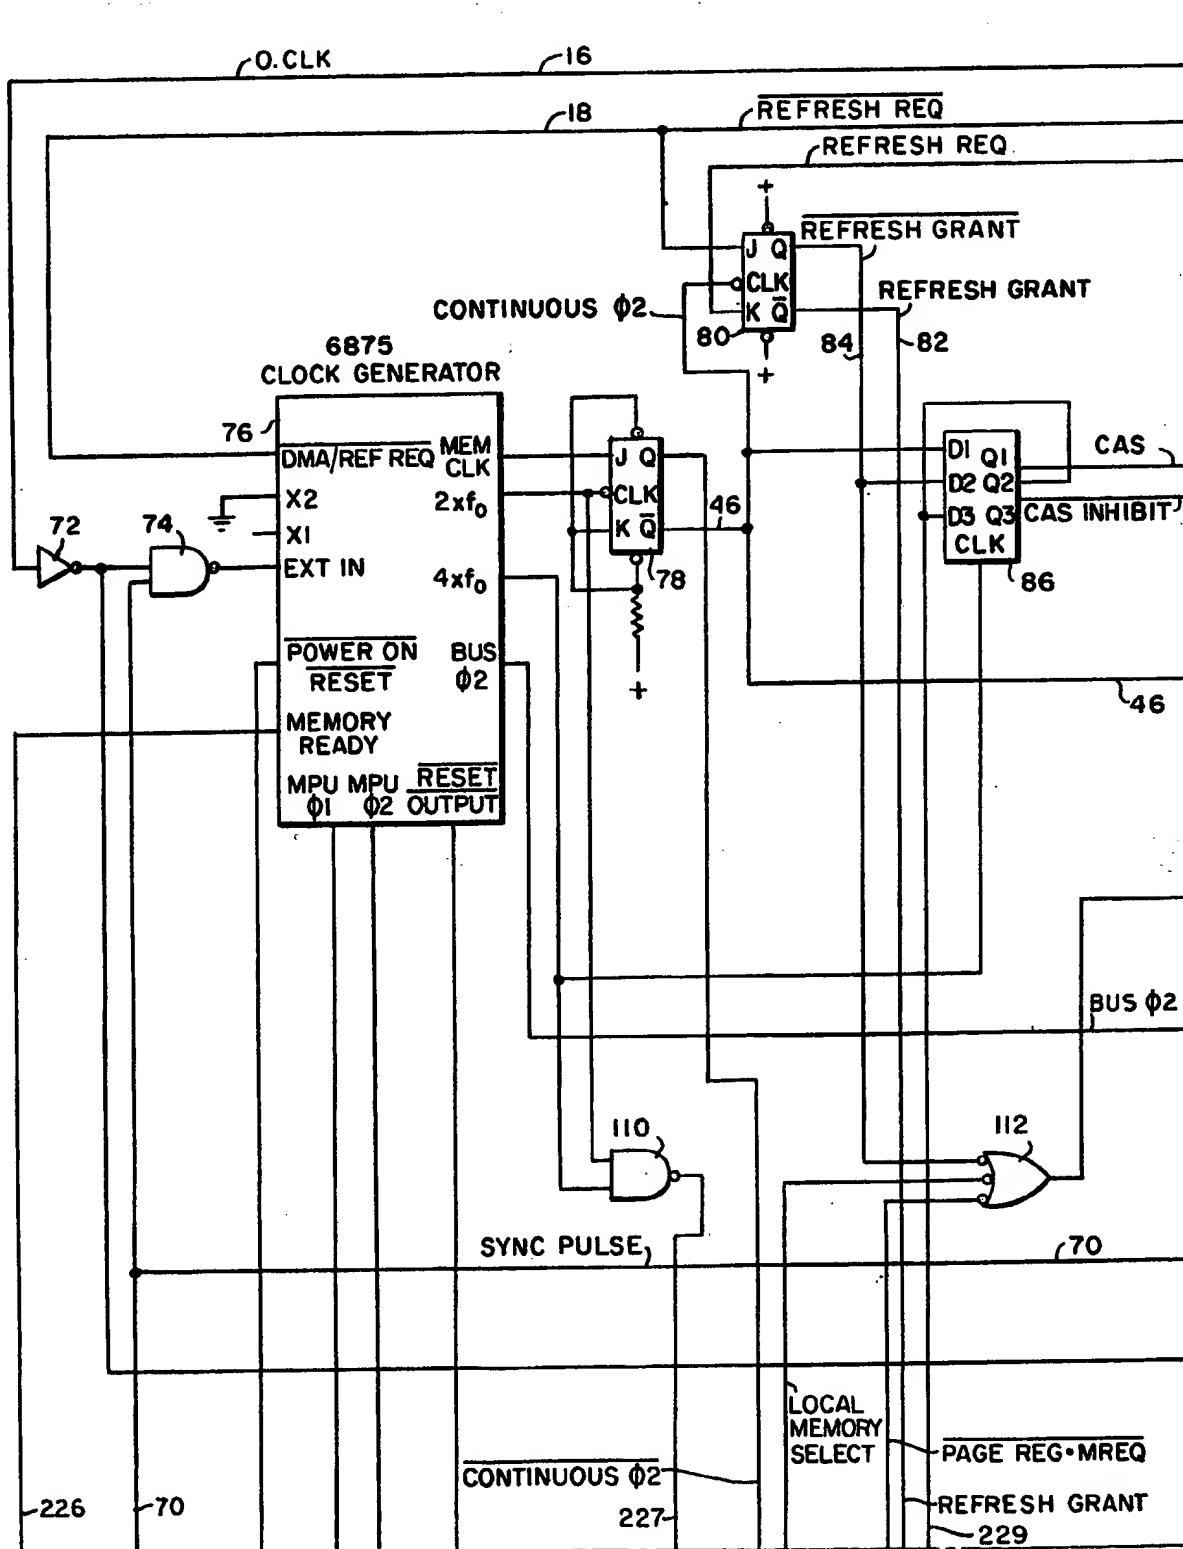 O.CLK
16
18
REFRESH REQ
REFRESH REQ
+
REFRESH GRANT
J Q
CLK
K Q
REFRESH GRANT
CONTINUOUS ϕ2
80
+
84
82
6875
CLOCK GENERATOR
76
DMA/REF REQ
MEM
CLK
X2
2xf0
X1
EXT IN
4xf0
72
74
J Q
CLK
K Q
46
78
+
D1 Q1
D2 Q2
D3 Q3
CLK
CAS
CAS INHIBIT
86
POWER ON
RESET
BUS
ϕ2
MEMORY
READY
MPU
ϕ1
MPU
ϕ2
RESET
OUTPUT
46
BUS ϕ2
110
112
SYNC PULSE
70
LOCAL
MEMORY
SELECT
PAGE REG•MREQ
CONTINUOUS ϕ2
226
70
227
REFRESH GRANT
229